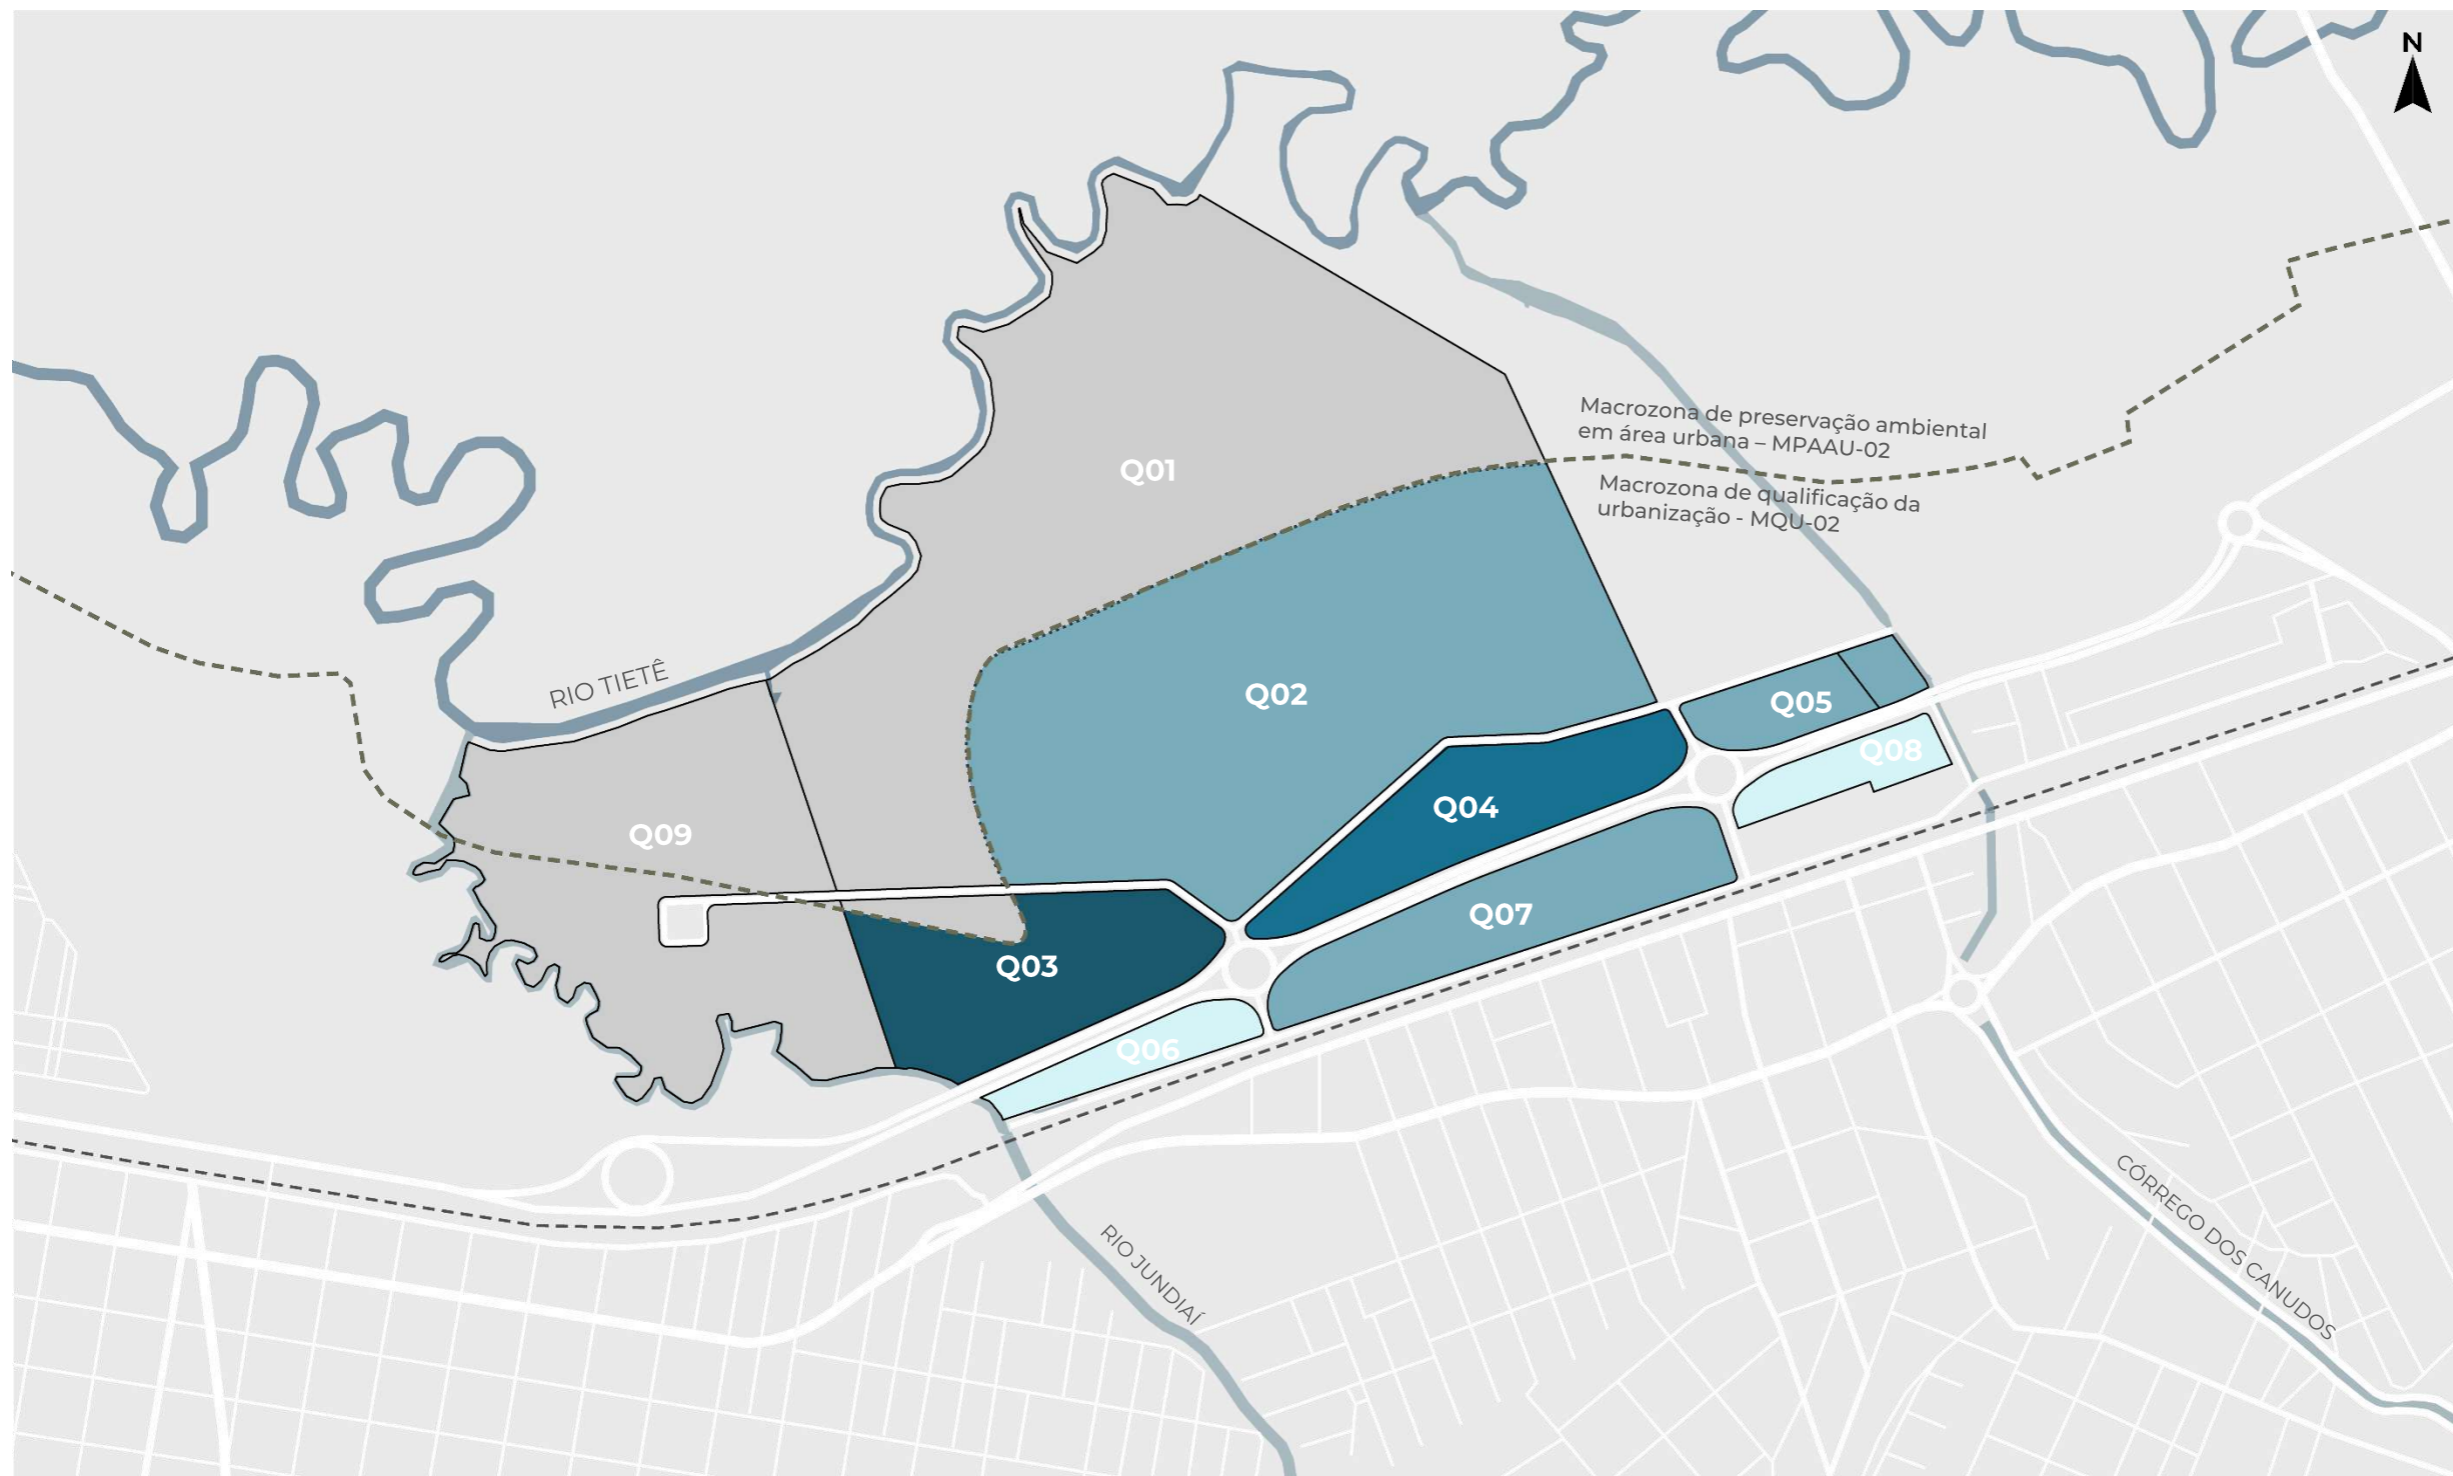 N
Macrozona de preservação ambiental
em área urbana – MPAAU-02
Q01
Macrozona de qualificação da
urbanização - MQU-02
RIO TIETÊ
Q02
Q05
Q08
Q04
Q09
Q07
Q03
Q06
RIO JUNDIAÍ
CÓRREGO DOS CANUDOS